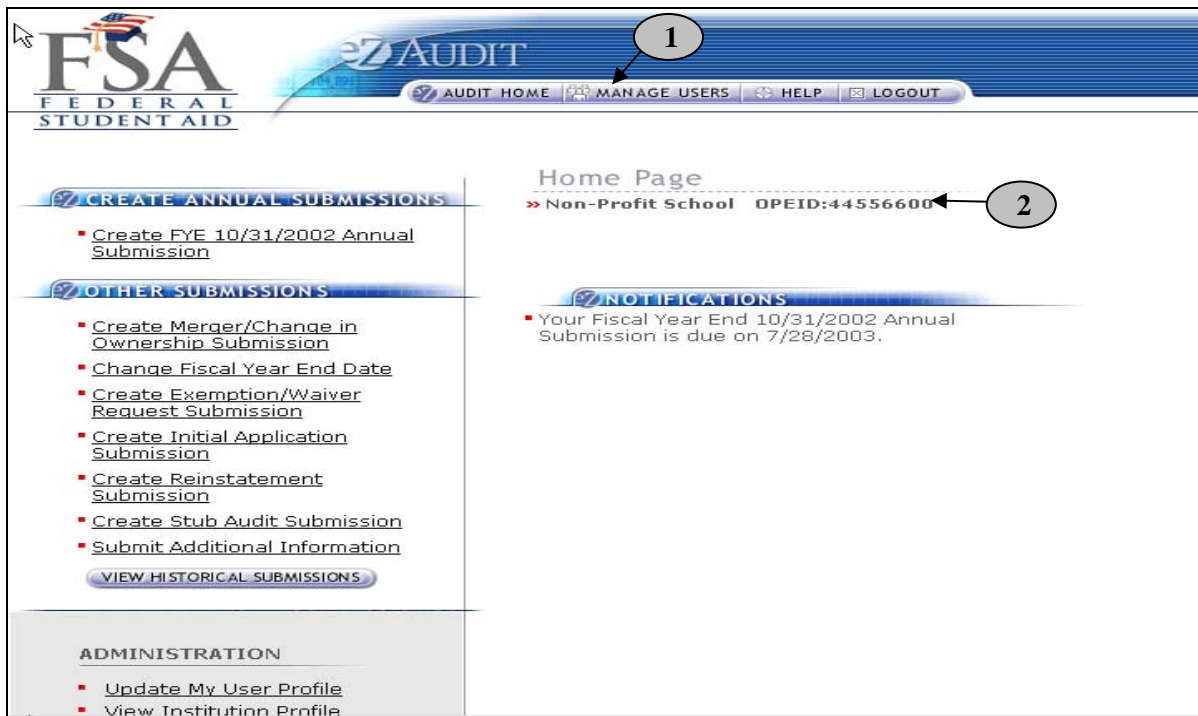 FSA
FEDERAL
STUDENT AID
eZ AUDIT
1
AUDIT HOME MANAGE USERS HELP LOGOUT
CREATE ANNUAL SUBMISSIONS
Create FYE 10/31/2002 Annual
Submission
OTHER SUBMISSIONS
Create Merger/Change in
Ownership Submission
Change Fiscal Year End Date
Create Exemption/Waiver
Request Submission
Create Initial Application
Submission
Create Reinstatement
Submission
Create Stub Audit Submission
Submit Additional Information
VIEW HISTORICAL SUBMISSIONS
ADMINISTRATION
Update My User Profile
View Institution Profile
Home Page
» Non-Profit School OPEID:44556600
2
NOTIFICATIONS
Your Fiscal Year End 10/31/2002 Annual
Submission is due on 7/28/2003.